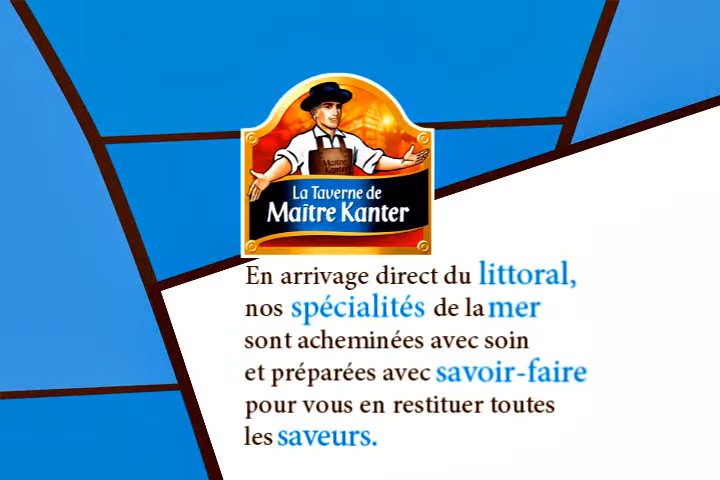 Maître
Kanter
La Taverne de
Maître Kanter
En arrivage direct du littoral,
nos spécialités de la mer
sont acheminées avec soin
et préparées avec savoir-faire
pour vous en restituer toutes
les saveurs.